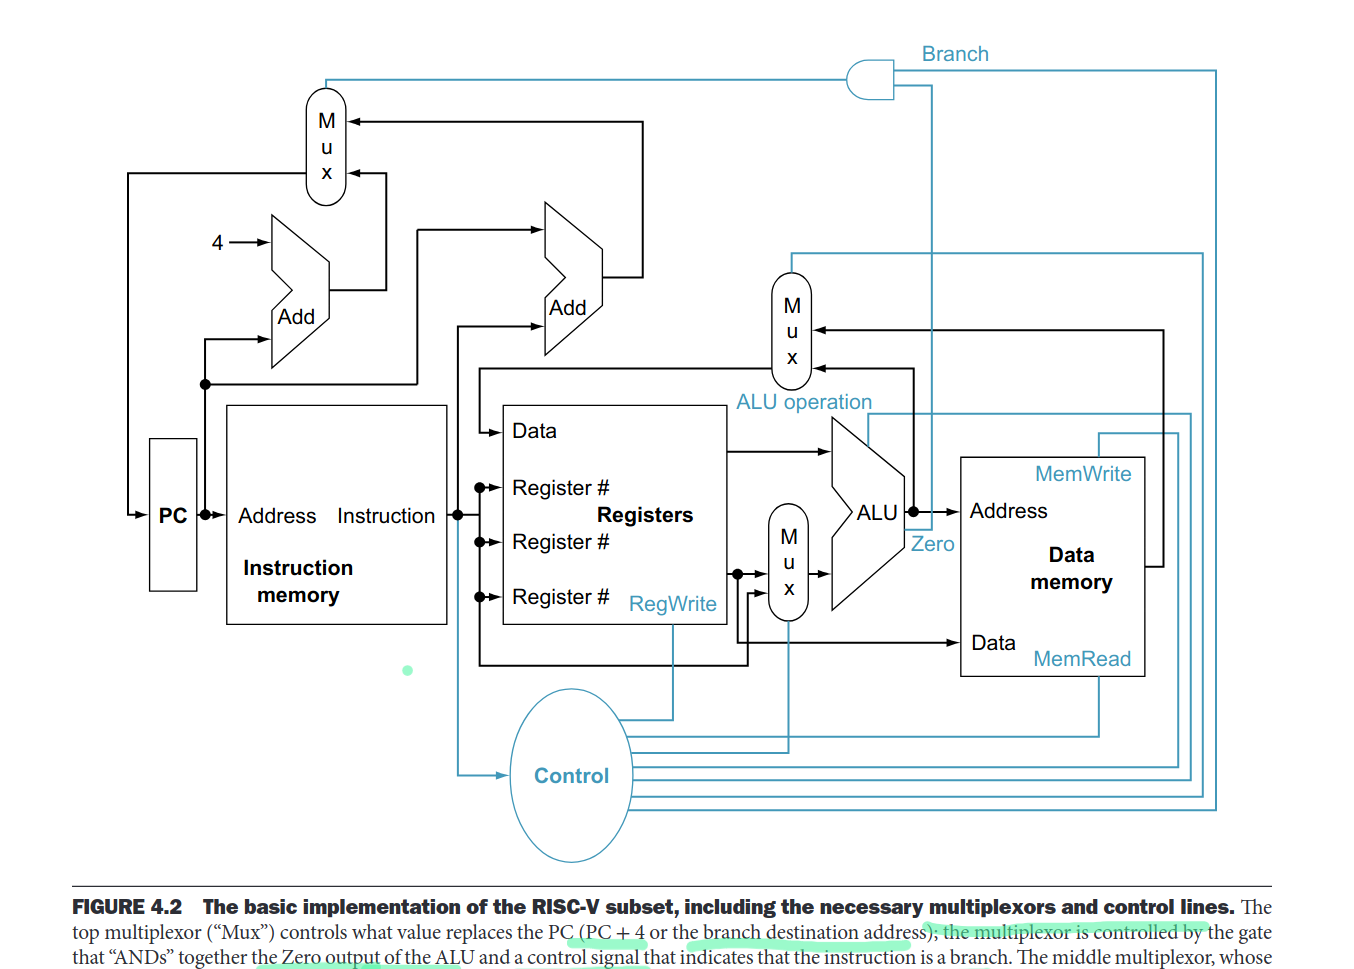 Branch
M
u
x
4
Add
Add
M
u
x
ALU operation
Data
MemWrite
Register #
PC
Address
Instruction
Registers
ALU
Address
M
u
x
Register #
Zero
Instruction
memory
Data
memory
Register #
RegWrite
Data
MemRead
Control
FIGURE 4.2 The basic implementation of the RISC-V subset, including the necessary multiplexors and control lines. The
top multiplexor (“Mux”) controls what value replaces the PC (PC + 4 or the branch destination address); the multiplexor is controlled by the gate
that “ANDs” together the Zero output of the ALU and a control signal that indicates that the instruction is a branch. The middle multiplexor, whose